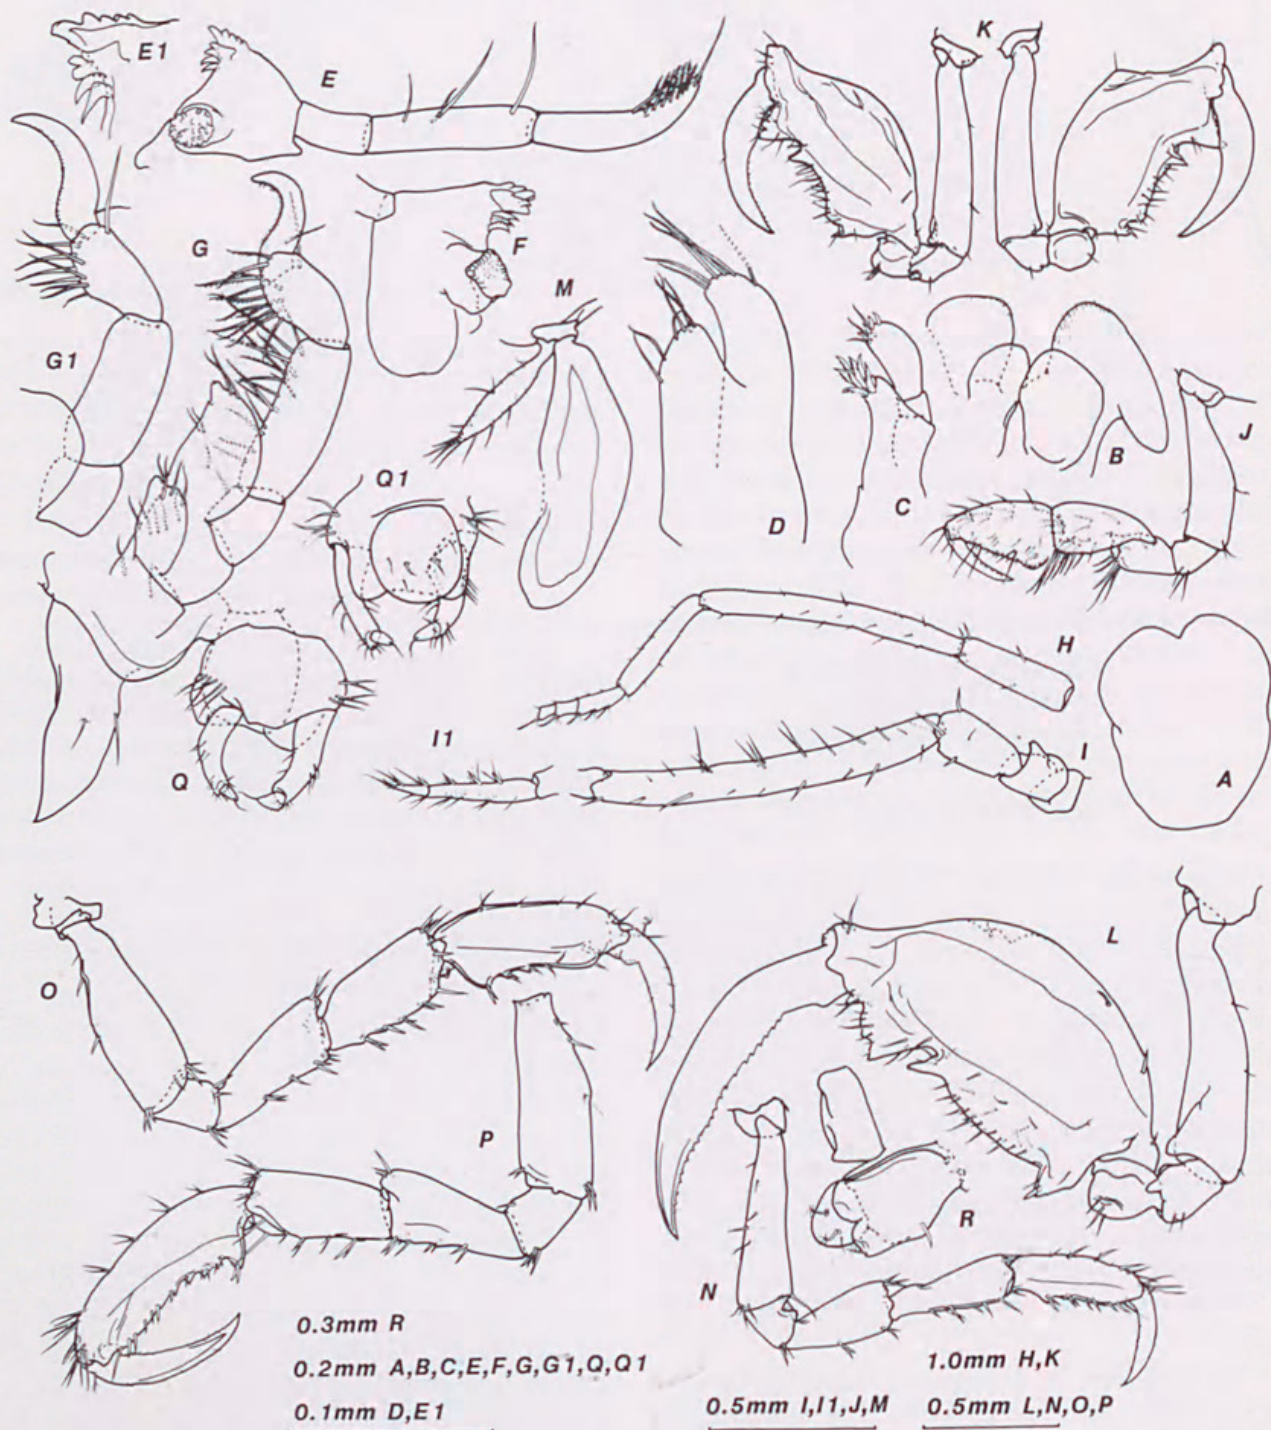 E1
E
K
G
F
M
G1
Q1
D
C
B
J
H
I1
I
Q
A
O
L
P
R
N
0.3mm R
0.2mm A,B,C,E,F,G,G1,Q,Q1
0.1mm D,E1
1.0mm H,K
0.5mm I,I1,J,M
0.5mm L,N,O,P